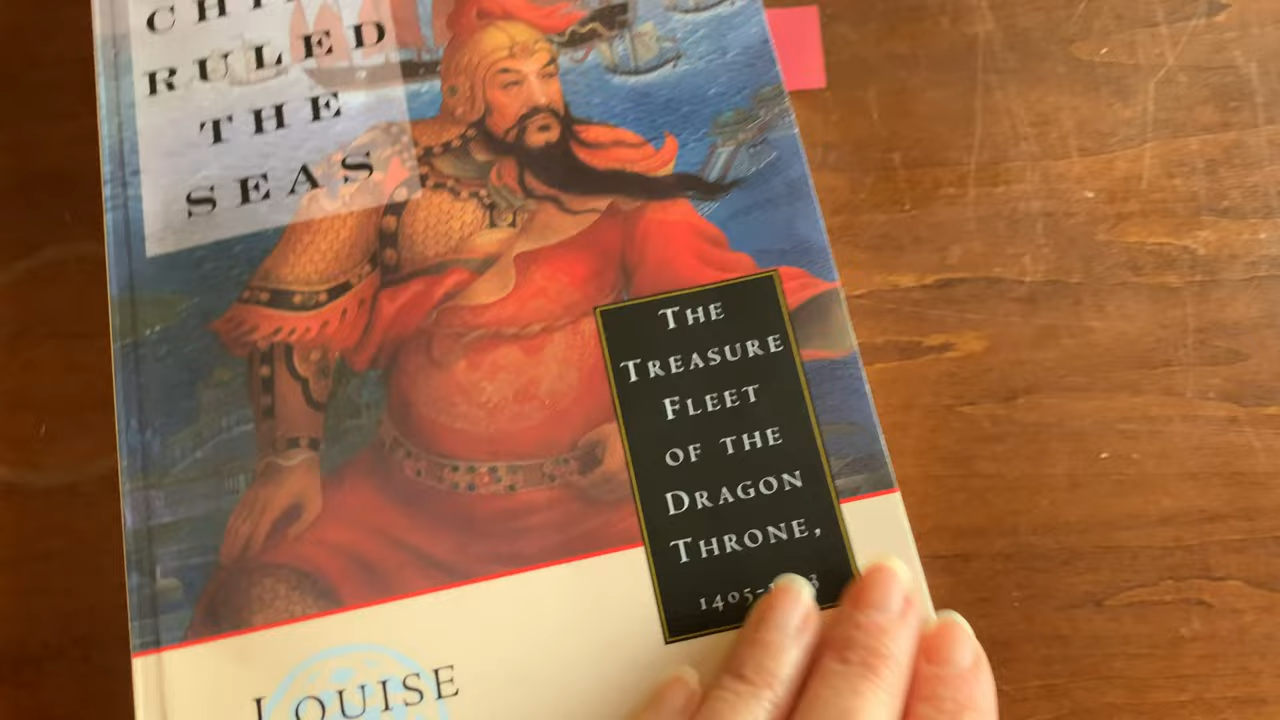 RULED
THE
SEAS
THE
TREASURE
FLEET
OF THE
DRAGON
THRONE,
LOUISE